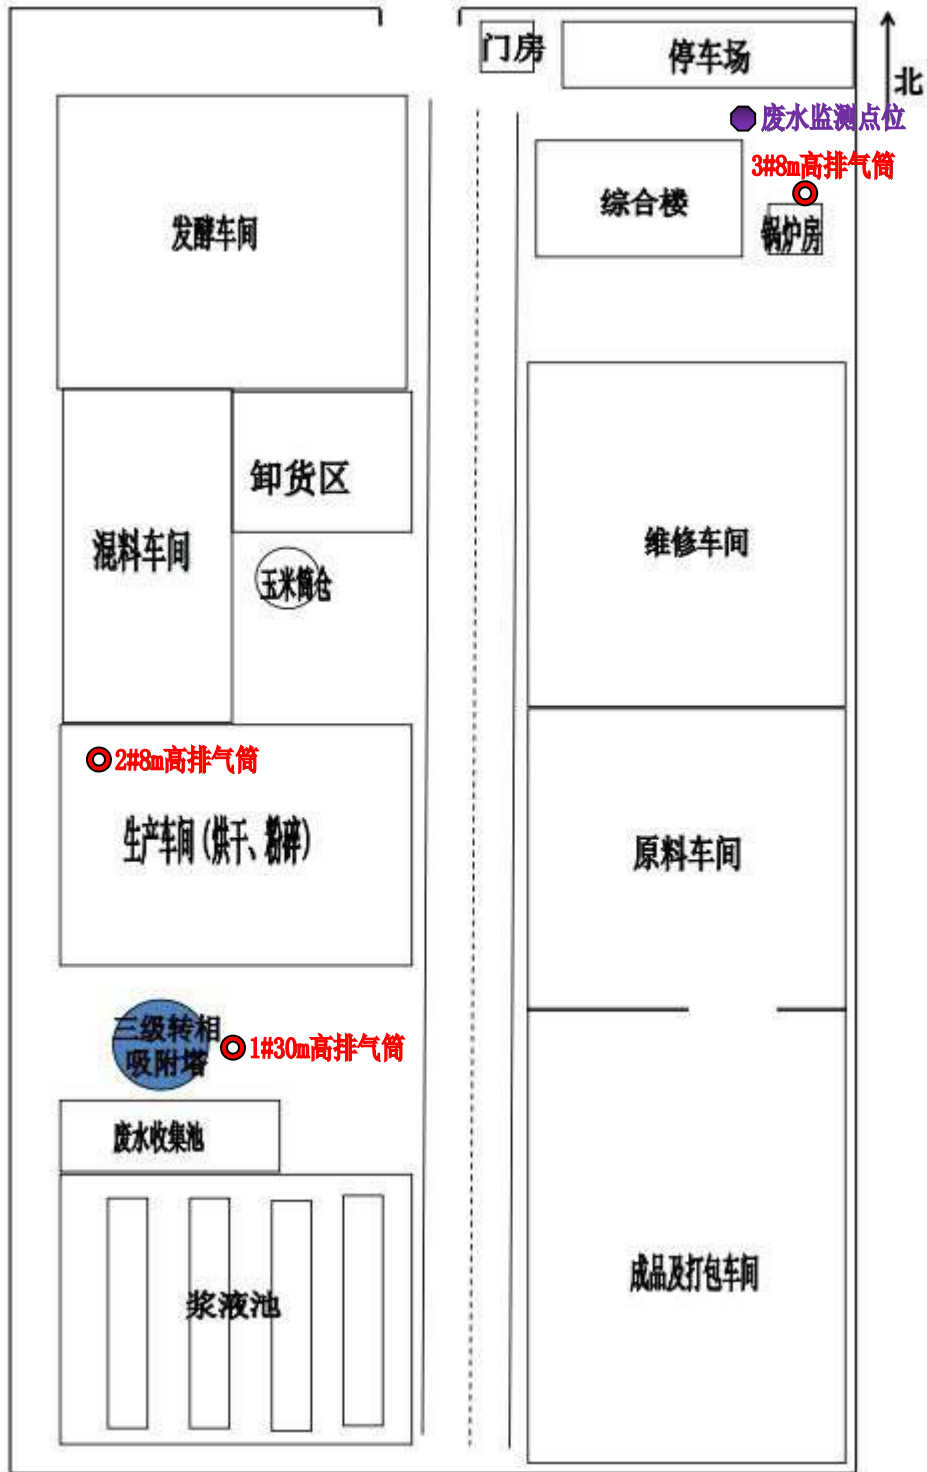 门房
停车场
北
废水监测点位
3#8m高排气筒
综合楼
锅炉房
发酵车间
卸货区
混料车间
玉米筒仓
维修车间
2#8m高排气筒
生产车间（烘干、粉碎）
原料车间
三级转相
吸附塔
1#30m高排气筒
废水收集池
浆液池
成品及打包车间